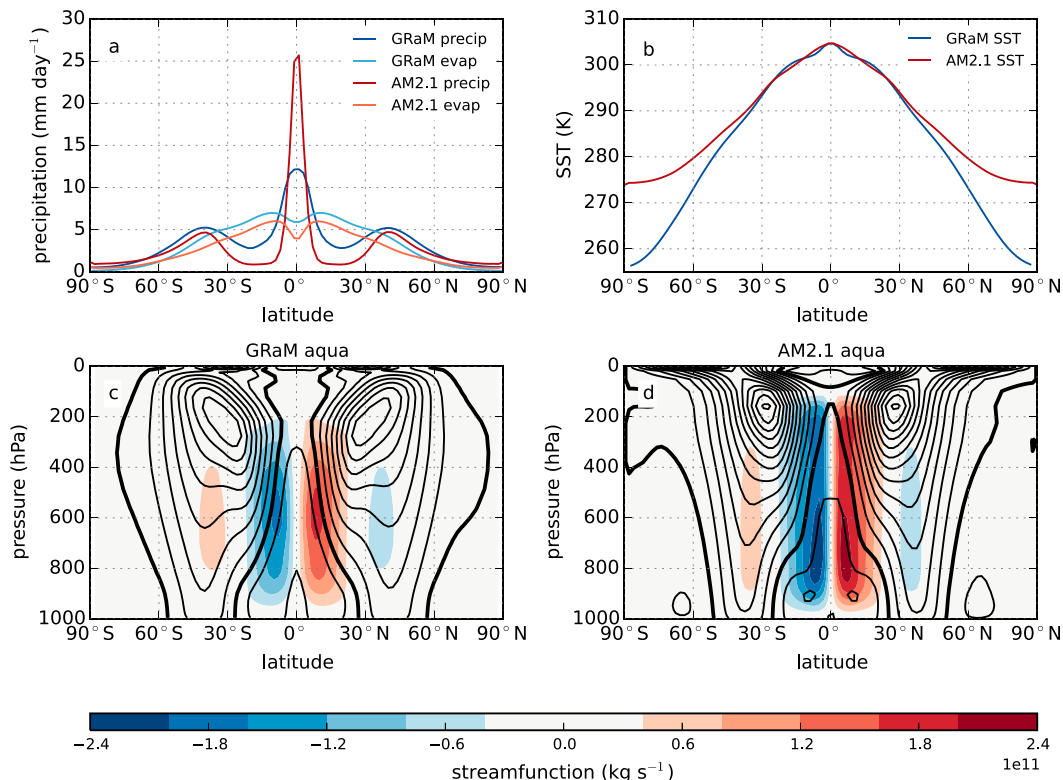 a
GRaM precip
GRaM evap
AM2.1 precip
AM2.1 evap
precipitation (mm day⁻¹)
30
25
20
15
10
5
0
90° S 60° S 30° S 0° 30° N 60° N 90° N
latitude
b
GRaM SST
AM2.1 SST
SST (K)
300
290
280
270
260
90° S 60° S 30° S 0° 30° N 60° N 90° N
latitude
GRaM aqua
c
pressure (hPa)
0
200
400
600
800
1000
90° S 60° S 30° S 0° 30° N 60° N 90° N
latitude
AM2.1 aqua
d
pressure (hPa)
0
200
400
600
800
1000
90° S 60° S 30° S 0° 30° N 60° N 90° N
latitude
−2.4 −1.8 −1.2 −0.6 0.0 0.6 1.2 1.8 2.4
1e11
streamfunction (kg s⁻¹)